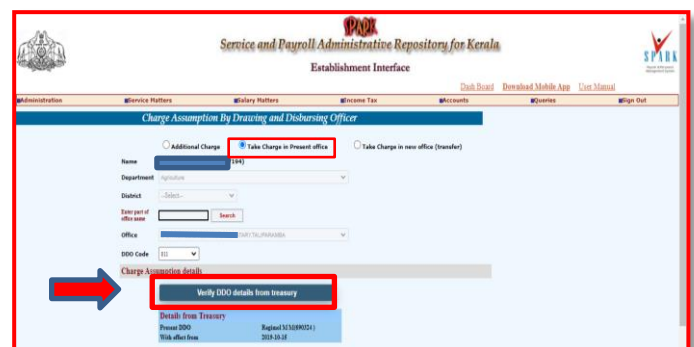 SPARK
Service and Payroll Administrative Repository for Kerala
Establishment Interface
SPARK
Dash Board Download Mobile App User Manual
Administration Service Matters Salary Matters Income Tax Accounts Queries Sign Out
Charge Assumption By Drawing and Disbursing Officer
Additional Charge Take Charge in Present office Take Charge in new office (transfer)
Name
Department Agriculture
District --Select--
Enter part of
office name Search
Office
DDO Code
Charge Assumption details
Verify DDO details from treasury
Details from Treasury
Present DDO
With effect from 2019-10-15